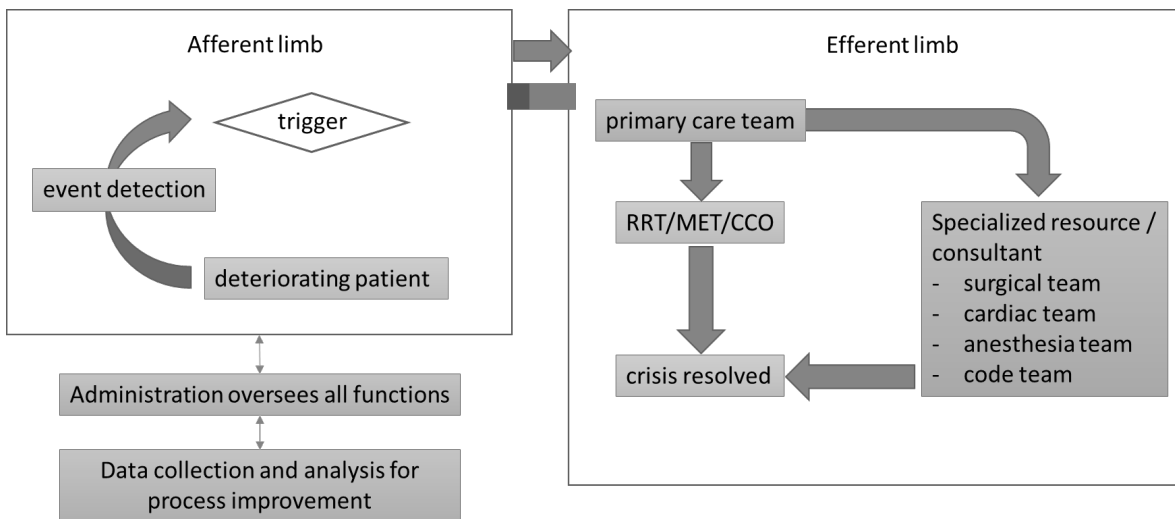 Afferent limb
trigger
event detection
deteriorating patient
Administration oversees all functions
Data collection and analysis for
process improvement
Efferent limb
primary care team
RRT/MET/CCO
crisis resolved
Specialized resource /
consultant
- surgical team
- cardiac team
- anesthesia team
- code team